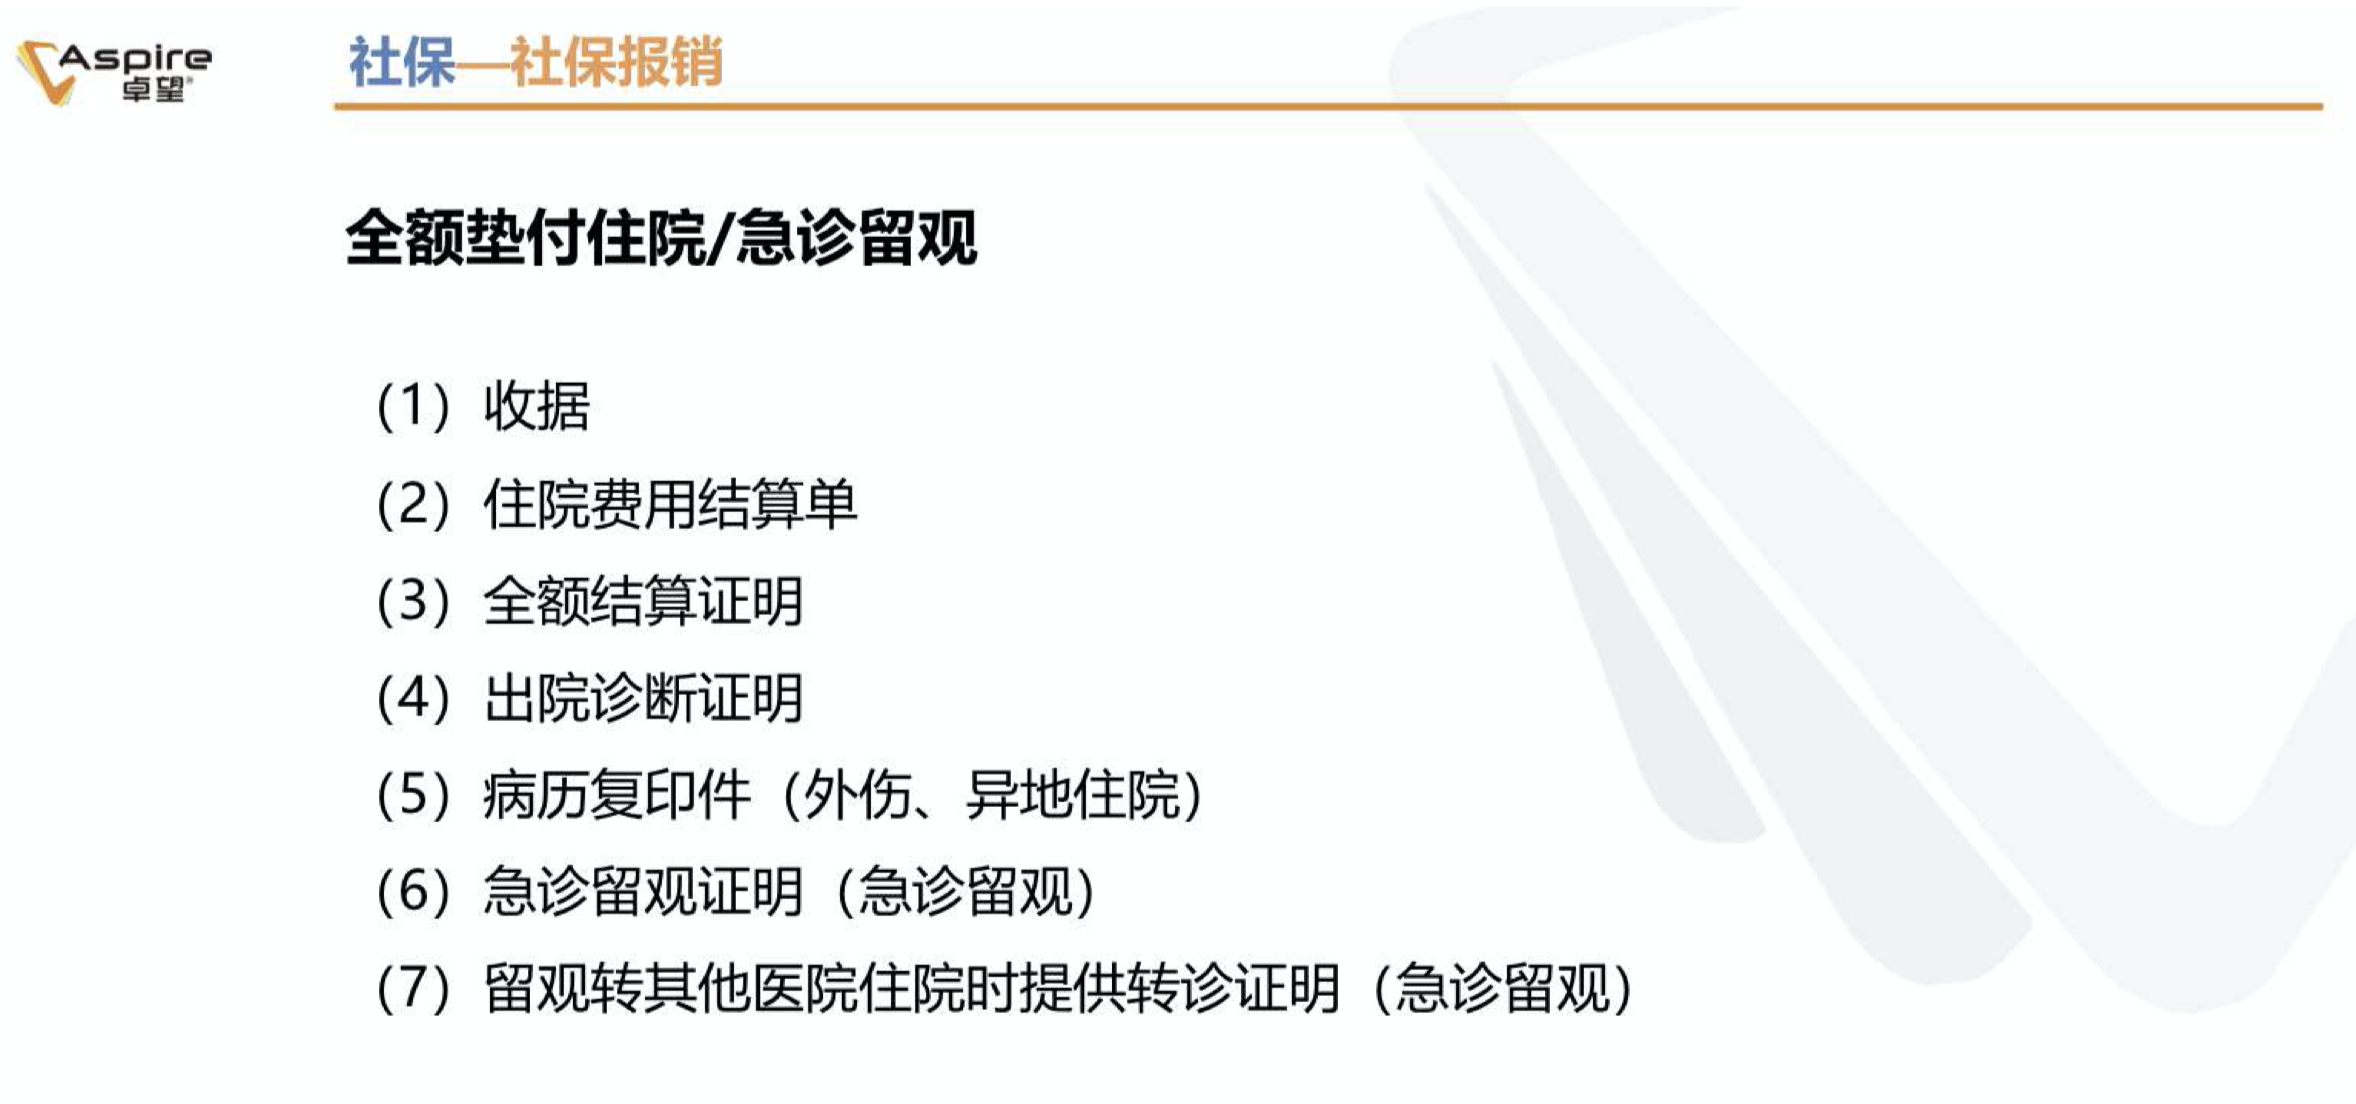 Aspire
卓望®
社保—社保报销
全额垫付住院/急诊留观
（1）收据
（2）住院费用结算单
（3）全额结算证明
（4）出院诊断证明
（5）病历复印件（外伤、异地住院）
（6）急诊留观证明（急诊留观）
（7）留观转其他医院住院时提供转诊证明（急诊留观）